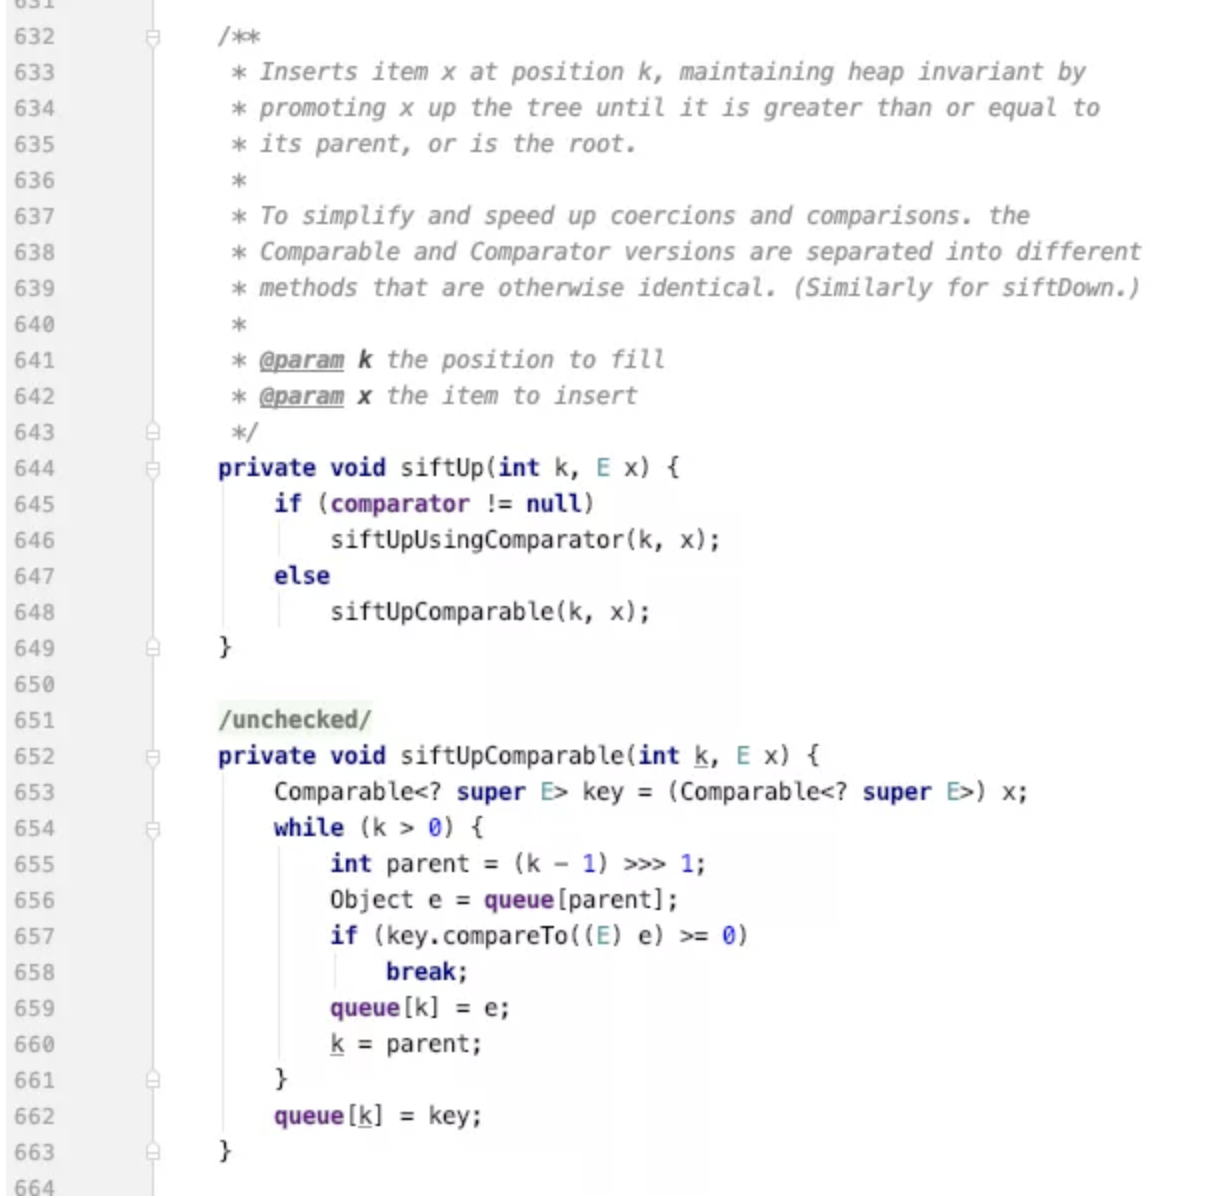 631
632 /**
633 * Inserts item x at position k, maintaining heap invariant by
634 * promoting x up the tree until it is greater than or equal to
635 * its parent, or is the root.
636 *
637 * To simplify and speed up coercions and comparisons. the
638 * Comparable and Comparator versions are separated into different
639 * methods that are otherwise identical. (Similarly for siftDown.)
640 *
641 * @param k the position to fill
642 * @param x the item to insert
643 */
644 private void siftUp(int k, E x) {
645 if (comparator != null)
646 siftUpUsingComparator(k, x);
647 else
648 siftUpComparable(k, x);
649 }
650
651 /unchecked/
652 private void siftUpComparable(int k, E x) {
653 Comparable<? super E> key = (Comparable<? super E>) x;
654 while (k > 0) {
655 int parent = (k - 1) >>> 1;
656 Object e = queue[parent];
657 if (key.compareTo((E) e) >= 0)
658 break;
659 queue[k] = e;
660 k = parent;
661 }
662 queue[k] = key;
663 }
664